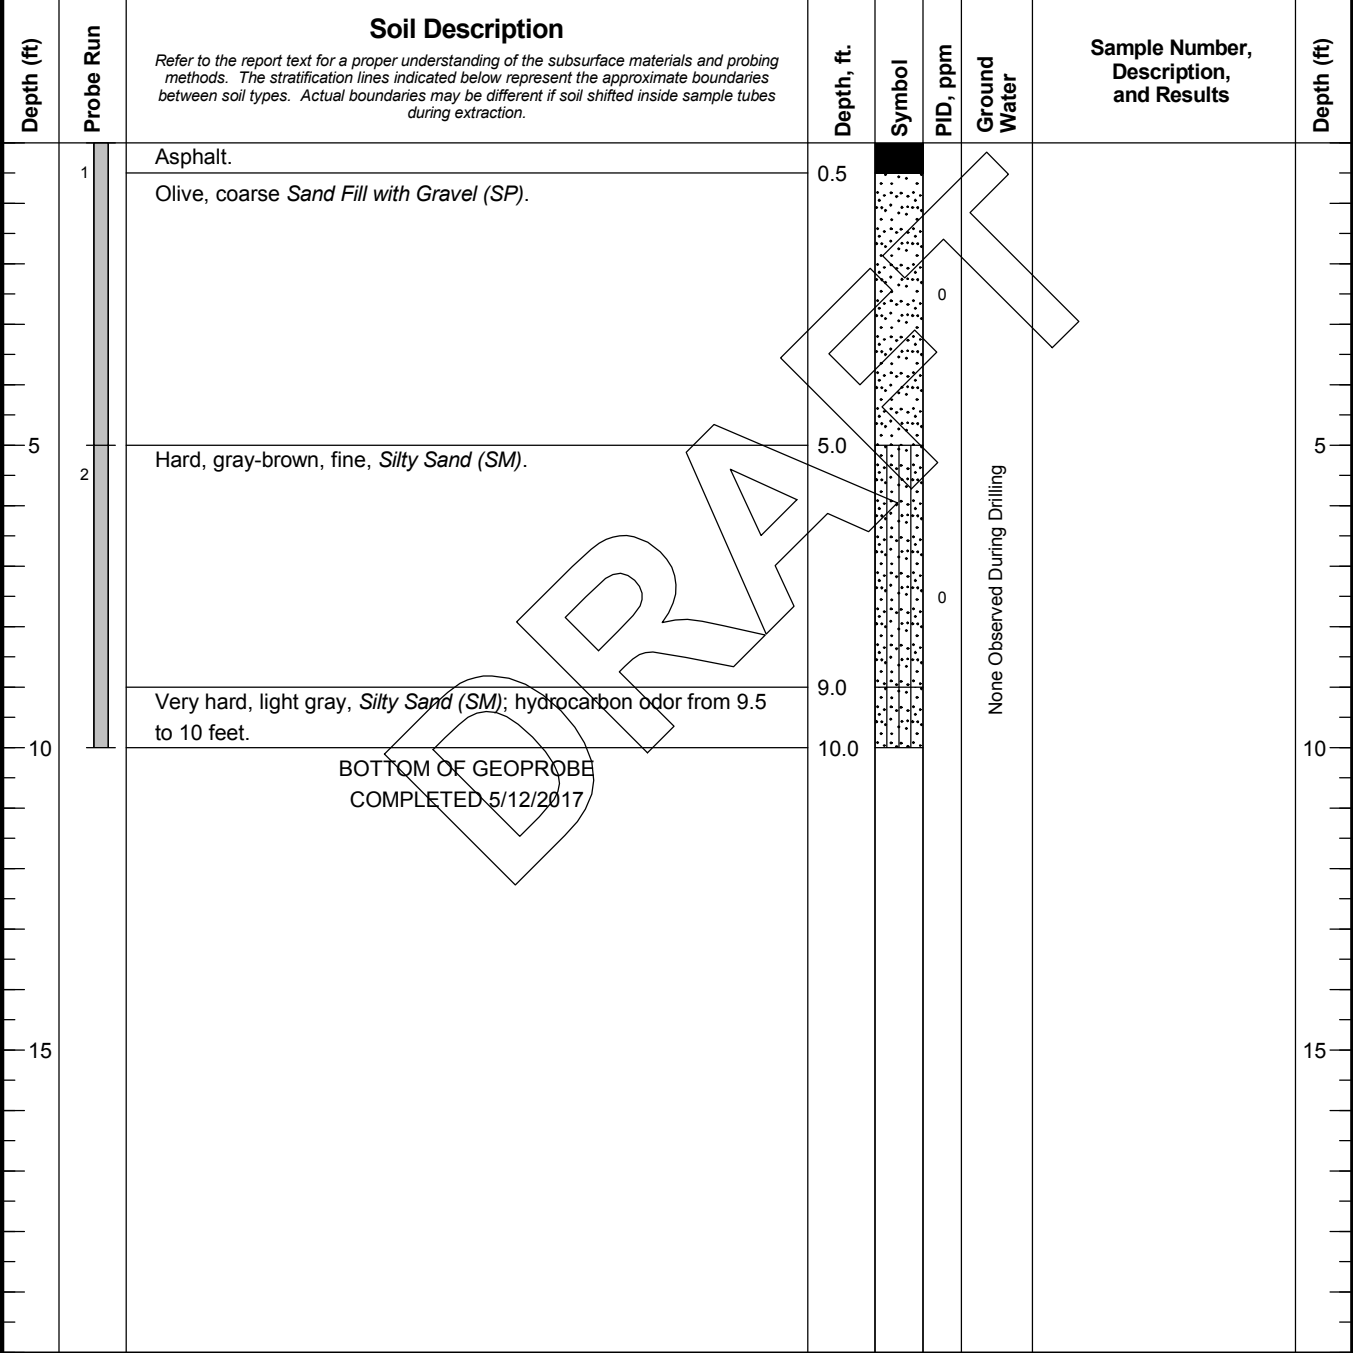 Depth (ft)
Probe Run
Soil Description
Refer to the report text for a proper understanding of the subsurface materials and probing
methods. The stratification lines indicated below represent the approximate boundaries
between soil types. Actual boundaries may be different if soil shifted inside sample tubes
during extraction.
Depth, ft.
Symbol
PID, ppm
Ground
Water
Sample Number,
Description,
and Results
Depth (ft)
1
Asphalt.
0.5
Olive, coarse Sand Fill with Gravel (SP).
0
5
5.0
5
Hard, gray-brown, fine, Silty Sand (SM).
2
None Observed During Drilling
0
9.0
Very hard, light gray, Silty Sand (SM); hydrocarbon odor from 9.5
to 10 feet.
10
10.0
10
BOTTOM OF GEOPROBE
COMPLETED 5/12/2017
15
15
DRAFT